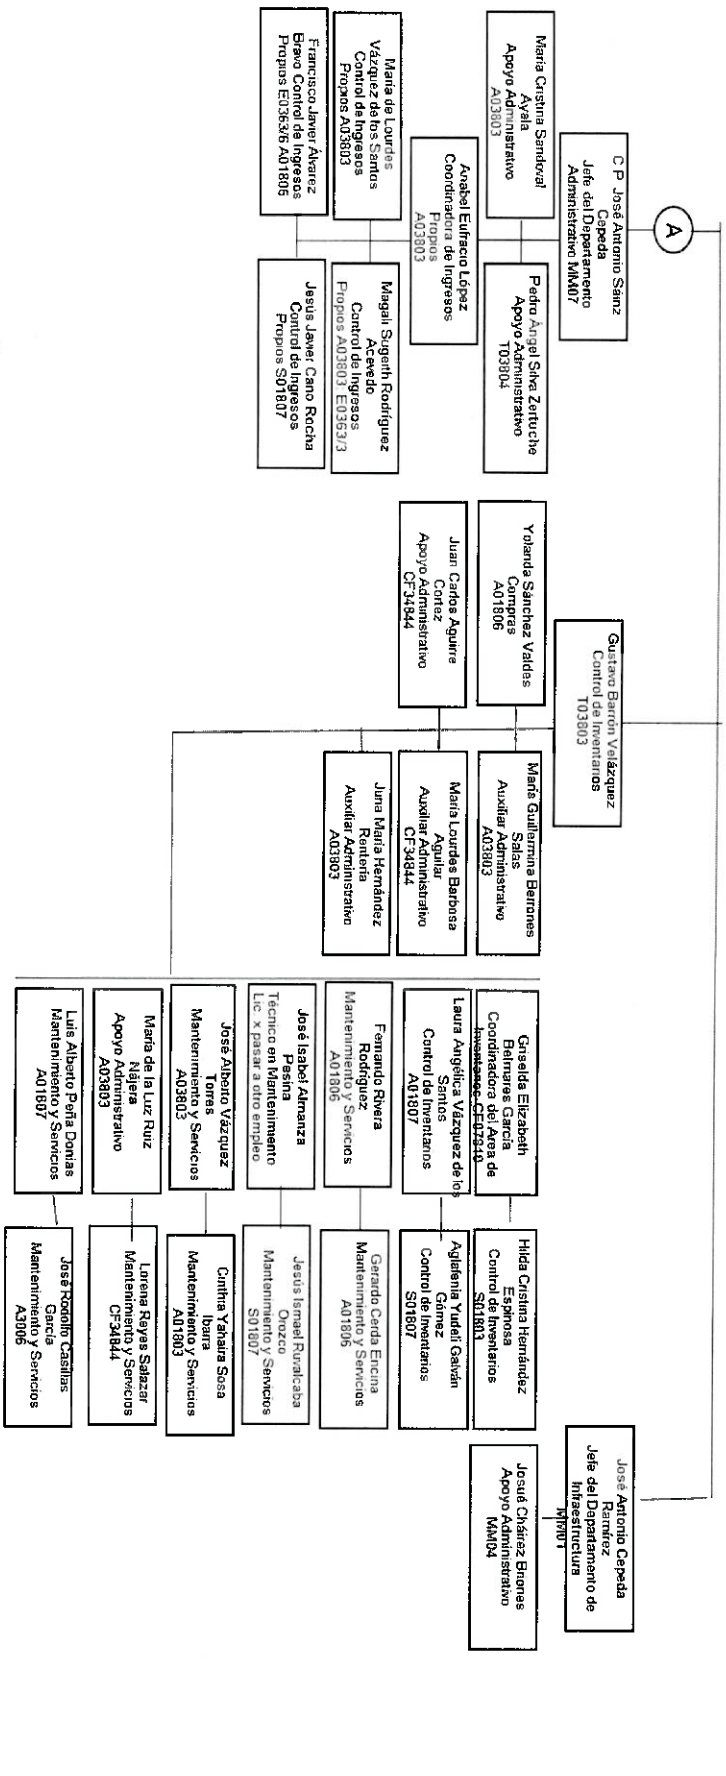 A
C P José Antonio Sáinz
Cepeda
Jefe del Departamento
Administrativo MM07
María Cristina Sandoval
Ayala
Apoyo Administrativo
A03803
Pedro Ángel Silva Zertuche
Apoyo Administrativo
T03804
Anabel Eufracio López
Coordinadora de Ingresos
Propios
A03803
María de Lourdes
Vázquez de los Santos
Control de Ingresos
Propios A03803
Magali Sugeith Rodríguez
Acevedo
Control de Ingresos
Propios A03803. E0363/3
Francisco Javier Álvarez
Bravo Control de Ingresos
Propios E0363/6 A01806
Jesús Javier Cano Rocha
Control de Ingresos
Propios S01807
Gustavo Barrón Velázquez
Control de Inventarios
T03803
Yolanda Sánchez Valdes
Compras
A01806
María Guillermina Berrones
Salas
Auxiliar Administrativo
A03803
Juan Carlos Aguirre
Cortez
Apoyo Administrativo
CF34844
María Lourdes Barbosa
Aguilar
Auxiliar Administrativo
CF34844
Juna María Hernández
Rentería
Auxiliar Administrativo
A03803
Griselda Elizabeth
Belmares García
Coordinadora del Area de
Inventarios CF07910
Hilda Cristina Hernández
Espinosa
Control de Inventarios
S01803
Laura Angélica Vázquez de los
Santos
Control de Inventarios
A01807
Aglafenia Yudeli Galván
Gómez
Control de Inventarios
S01807
Fernando Rivera
Rodríguez
Mantenimiento y Servicios
A01806
Gerardo Cerda Encina
Mantenimiento y Servicios
A01806
José Isabel Almanza
Pesina
Técnico en Mantenimiento
Lic. x pasar a otro empleo
Jesús Ismael Ruvalcaba
Orozco
Mantenimiento y Servicios
S01807
José Alberto Vázquez
Torres
Mantenimiento y Servicios
A03803
Cinthia Yahaira Sosa
Ibarra
Mantenimiento y Servicios
A01803
María de la Luz Ruiz
Nájera
Apoyo Administrativo
A03803
Lorena Reyes Salazar
Mantenimiento y Servicios
CF34844
Luis Alberto Peña Donias
Mantenimiento y Servicios
A01807
José Rodolfo Casillas
García
Mantenimiento y Servicios
A3006
José Antonio Cepeda
Ramírez
Jefe del Departamento de
Infraestructura
MM01
Josué Cháirez Briones
Apoyo Administrativo
MM04